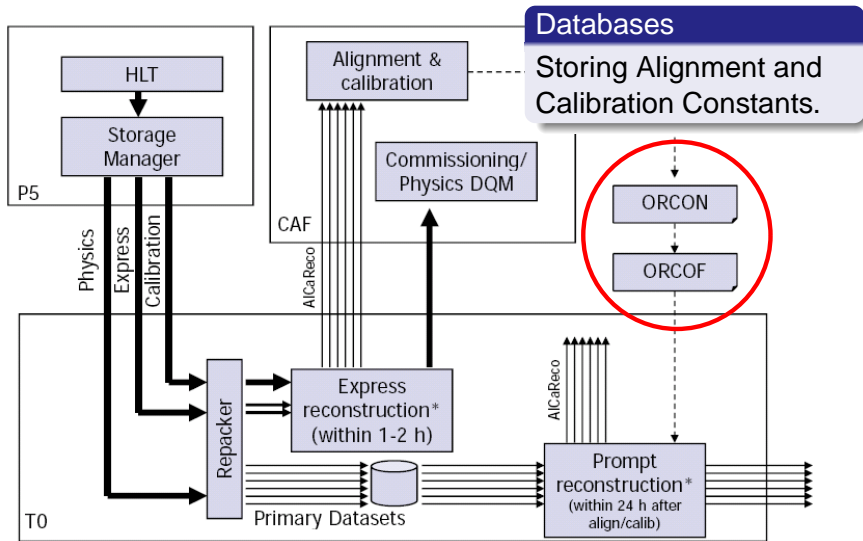 Databases
Storing Alignment and
Calibration Constants.
HLT
Storage
Manager
P5
Alignment &
calibration
Commissioning/
Physics DQM
CAF
ORCON
ORCOF
Physics
Express
Calibration
AlCaReco
Repacker
Express
reconstruction*
(within 1-2 h)
AlCaReco
Prompt
reconstruction*
(within 24 h after
align/calib)
Primary Datasets
T0